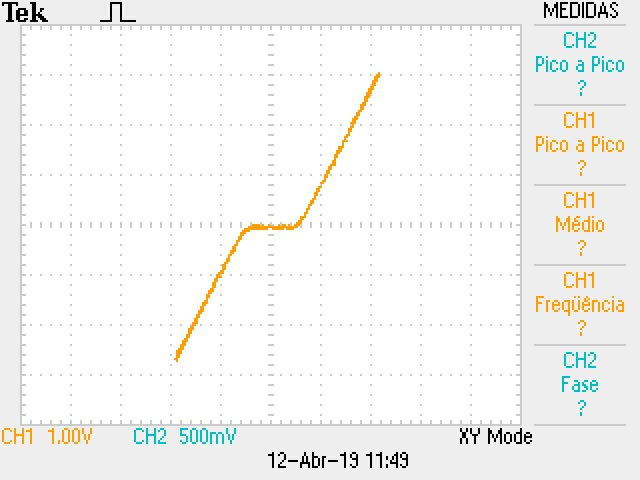 Tek
MEDIDAS
CH2
Pico a Pico
?
CH1
Pico a Pico
?
CH1
Médio
?
CH1
Freqüência
?
CH2
Fase
?
CH1 1.00V CH2 500mV XY Mode
12-Abr-19 11:49